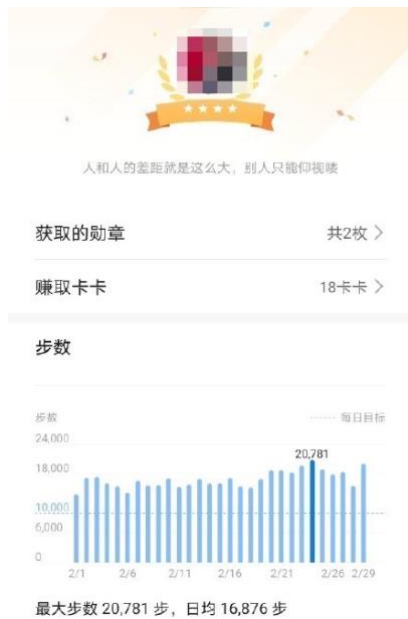 人和人的差距就是这么大，别人只能仰视喽
获取的勋章 共2枚
赚取卡卡 18卡卡
步数
步数 每日目标
24,000
20,781
18,000
10,000
6,000
0
2/1 2/6 2/11 2/16 2/21 2/26 2/29
最大步数 20,781 步，日均 16,876 步